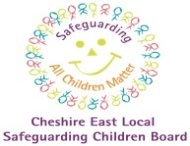 Safeguarding
All Children Matter
Cheshire East Local
Safeguarding Children Board